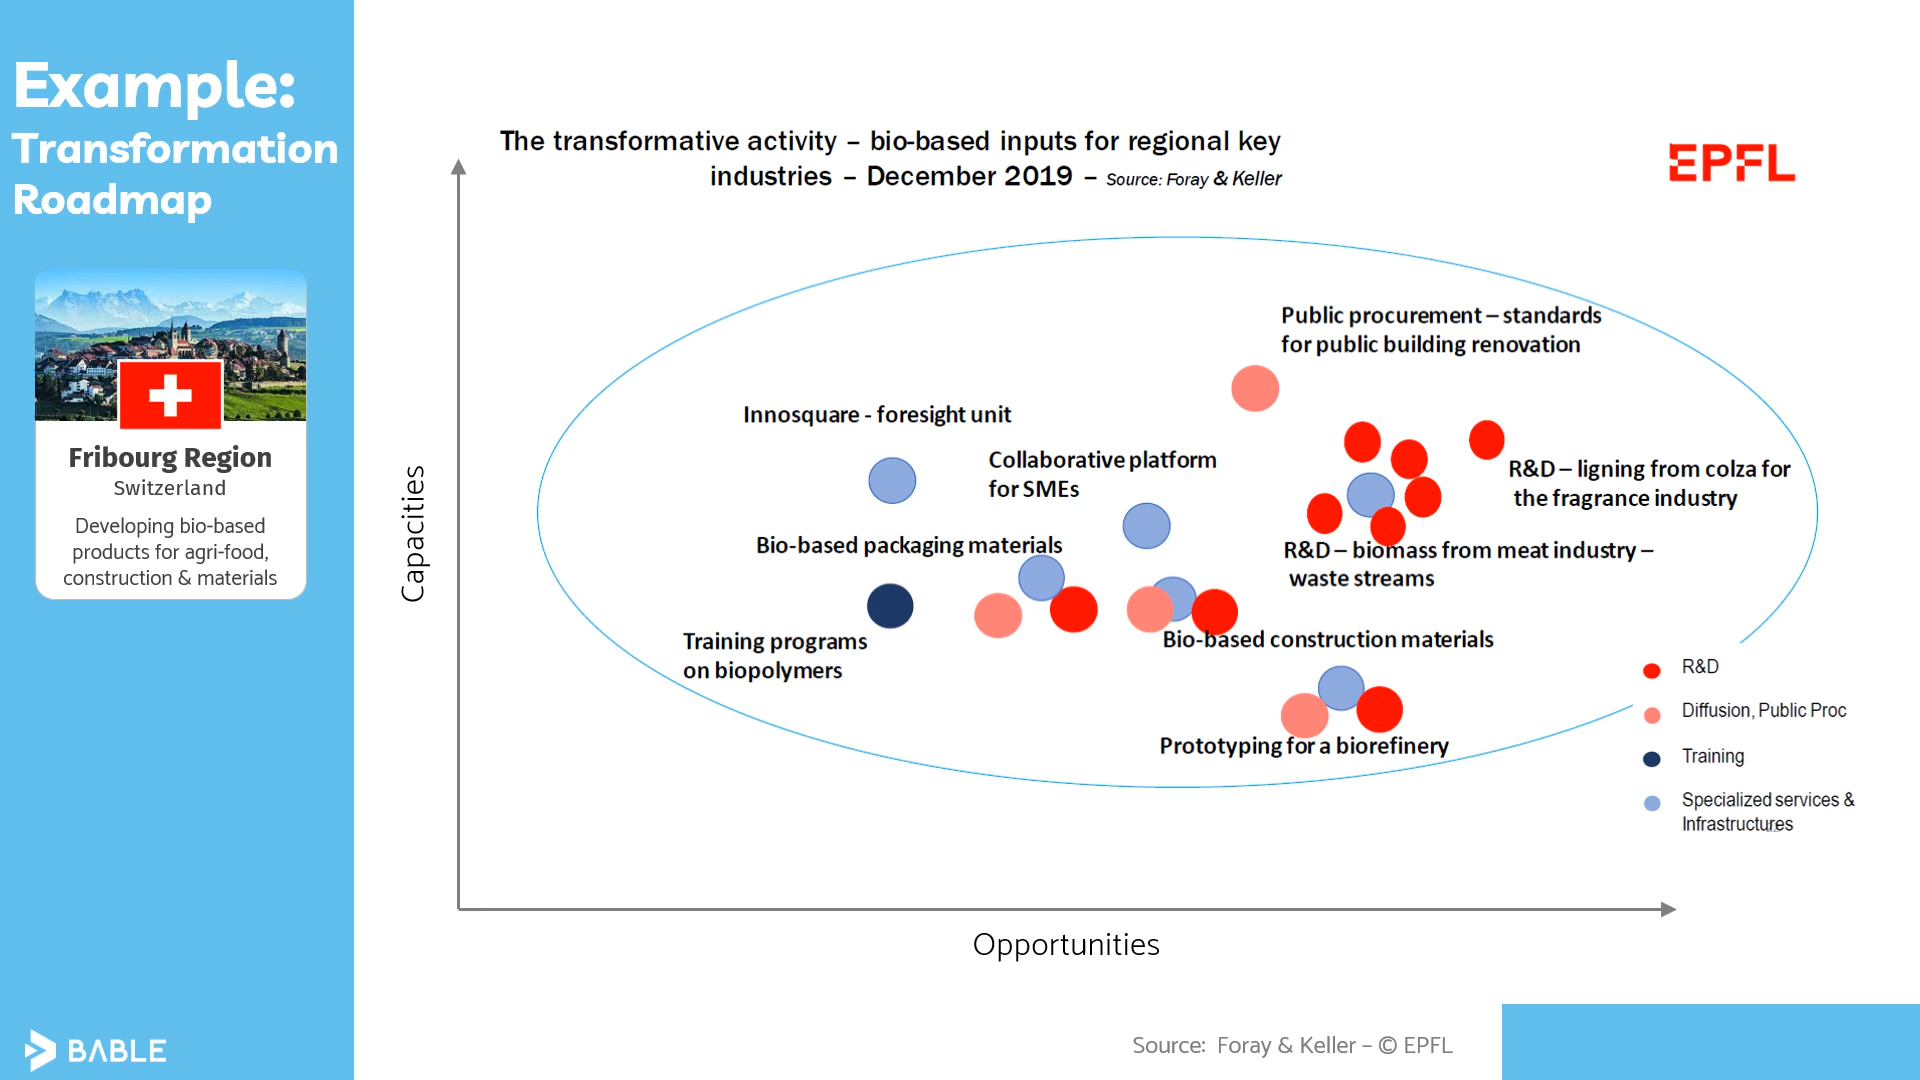 Example:
Transformation
Roadmap
Fribourg Region
Switzerland
Developing bio-based
products for agri-food,
construction & materials
BΛBLE
The transformative activity – bio-based inputs for regional key
industries – December 2019 – Source: Foray & Keller
EPFL
Capacities
Public procurement – standards
for public building renovation
Innosquare - foresight unit
Collaborative platform
for SMEs
R&D – ligning from colza for
the fragrance industry
Bio-based packaging materials
R&D – biomass from meat industry –
waste streams
Training programs
on biopolymers
Bio-based construction materials
Prototyping for a biorefinery
R&D
Diffusion, Public Proc
Training
Specialized services &
Infrastructures
Opportunities
Source: Foray & Keller – © EPFL